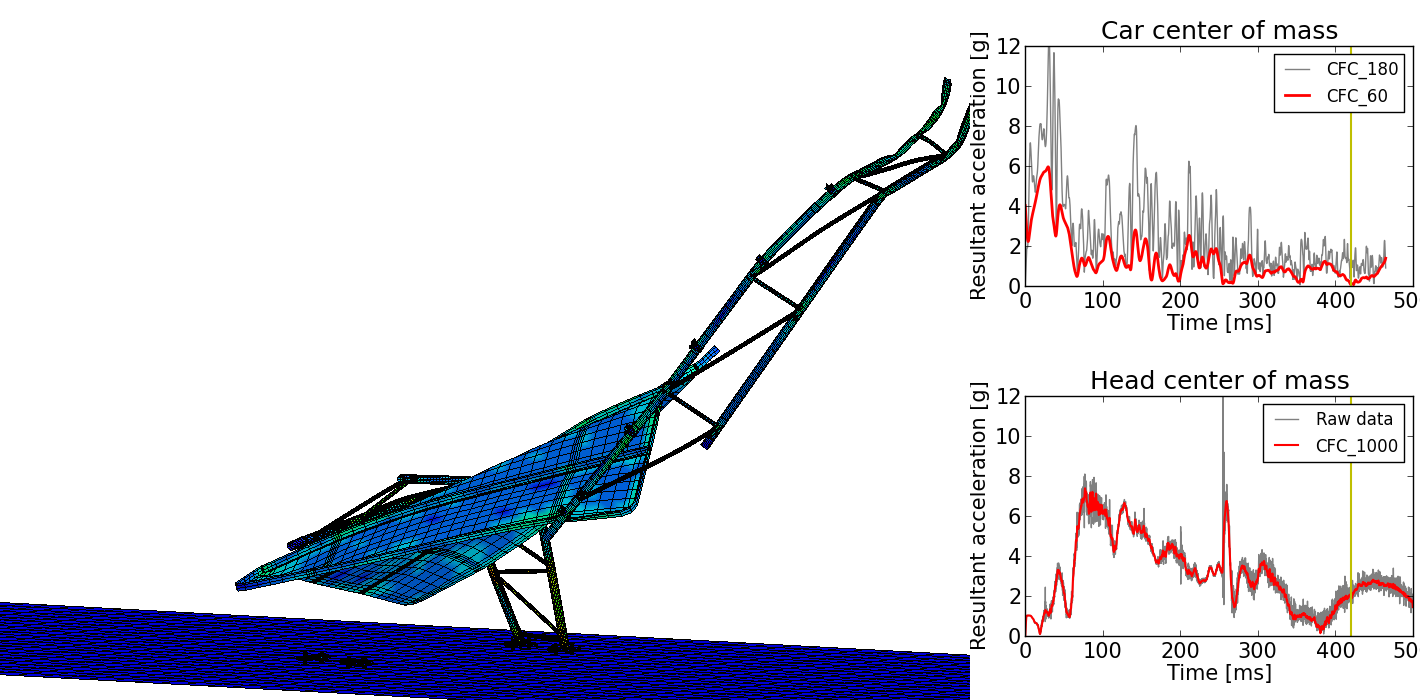 Car center of mass
Resultant acceleration [g]
12
10
8
6
4
2
0
CFC_180
CFC_60
0 100 200 300 400 50
Time [ms]
Head center of mass
Resultant acceleration [g]
12
10
8
6
4
2
0
Raw data
CFC_1000
0 100 200 300 400 50
Time [ms]